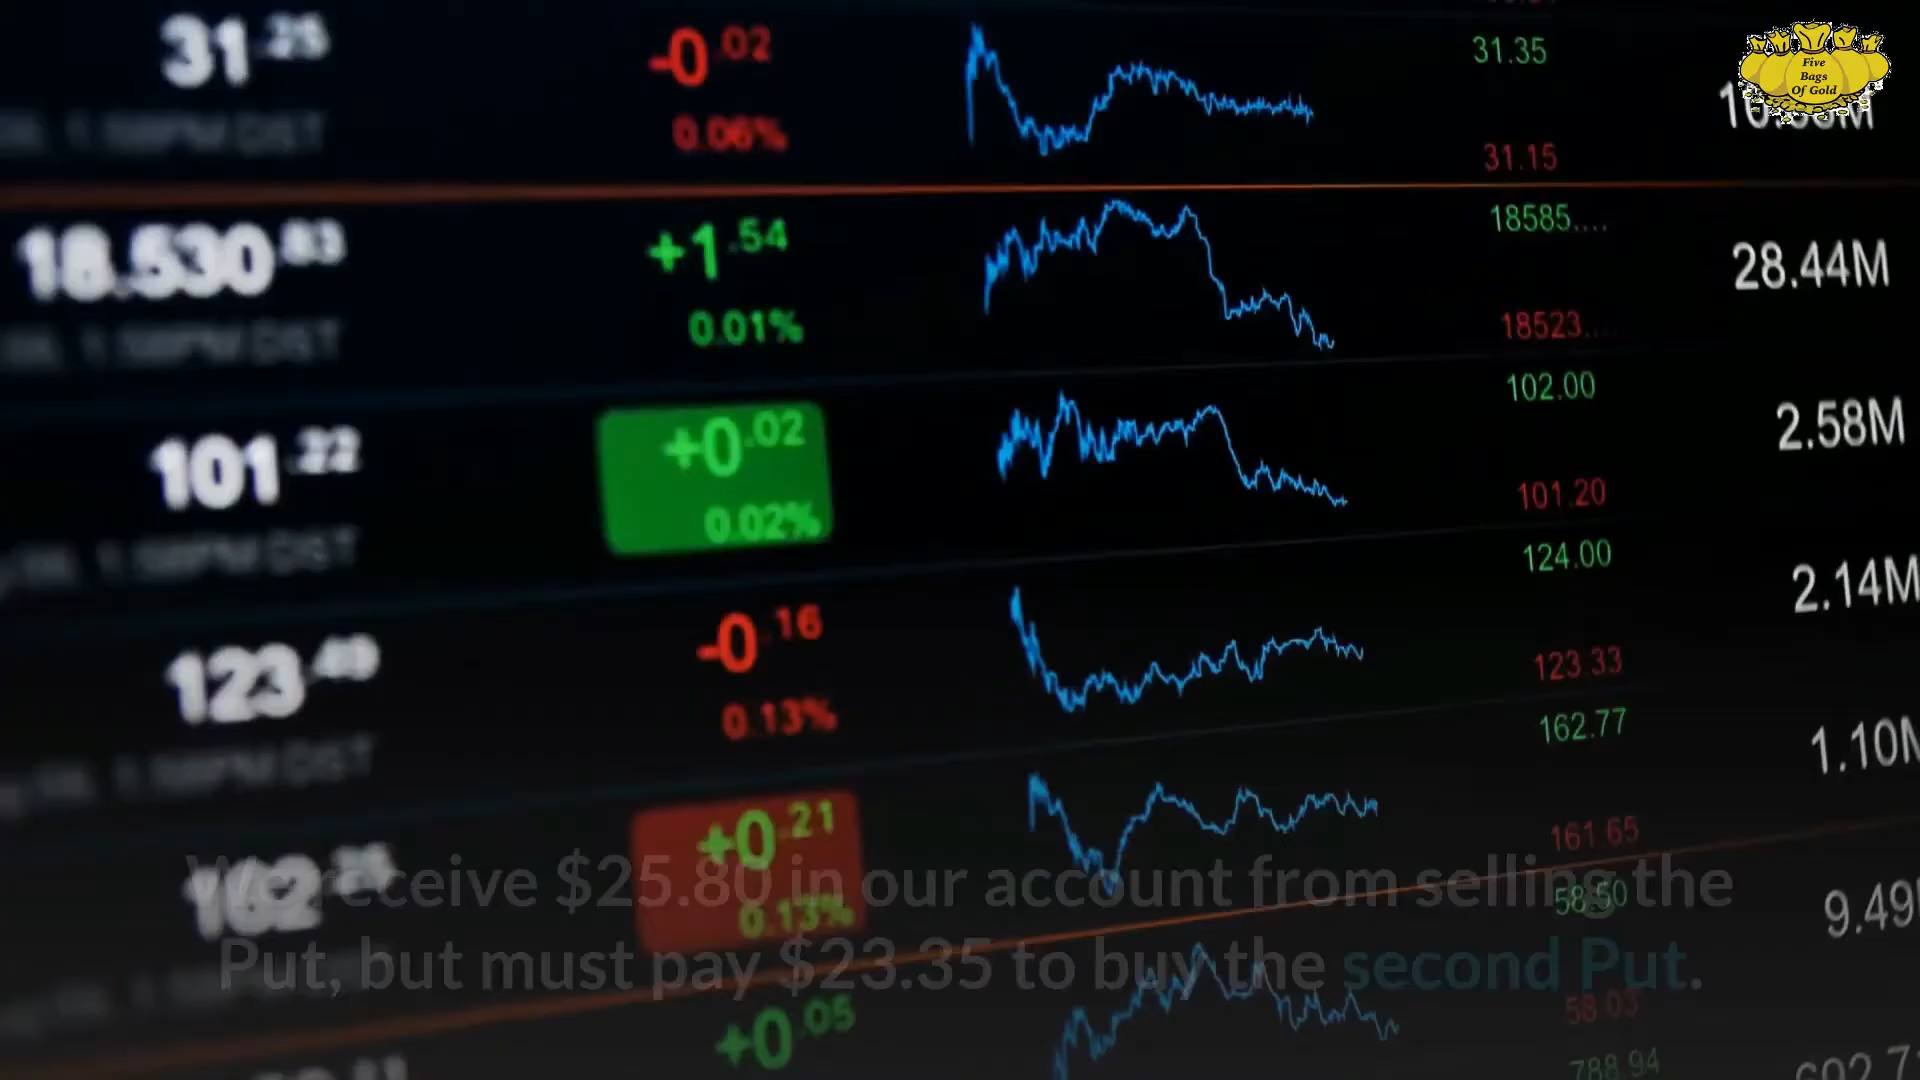 31.25 -0.02 31.35
Five
Bags
Of Gold
0.06% 31.15
18.530.83 +1.54 18585.... 28.44M
0.01% 18523....
101.22 +0.02 102.00 2.58M
0.02% 101.20
123.49 -0.16 124.00 2.14M
0.13% 123.33
162.25 +0.21 162.77 1.10M
0.13% 161.65
We receive $25.80 in our account from selling the
58.50 9.49
Put, but must pay $23.35 to buy the second Put.
+0.05 58.03
788.94